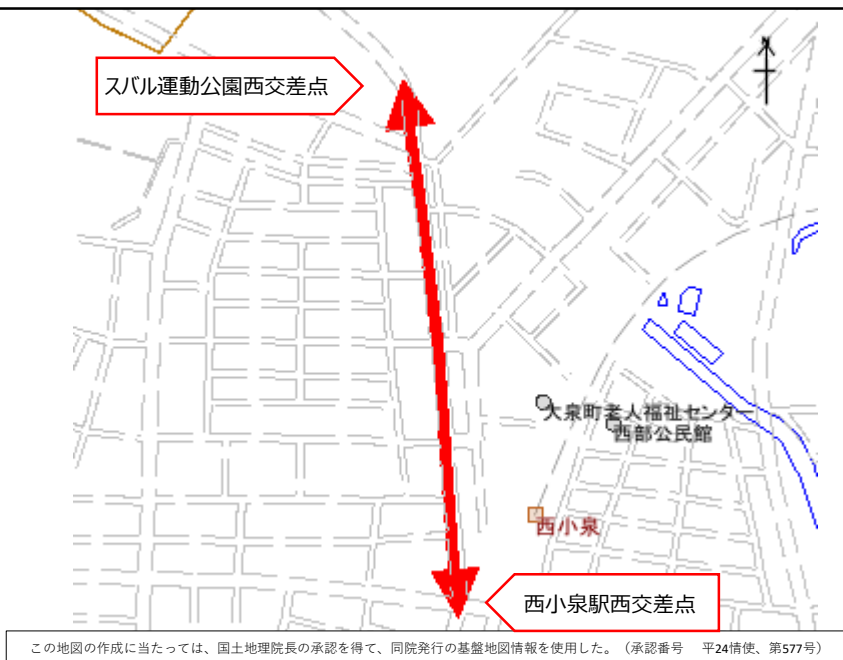 スバル運動公園西交差点
大泉町老人福祉センター
西部公民館
西小泉
西小泉駅西交差点
この地図の作成に当たっては、国土地理院長の承認を得て、同院発行の基盤地図情報を使用した。（承認番号　平24情使、第577号）